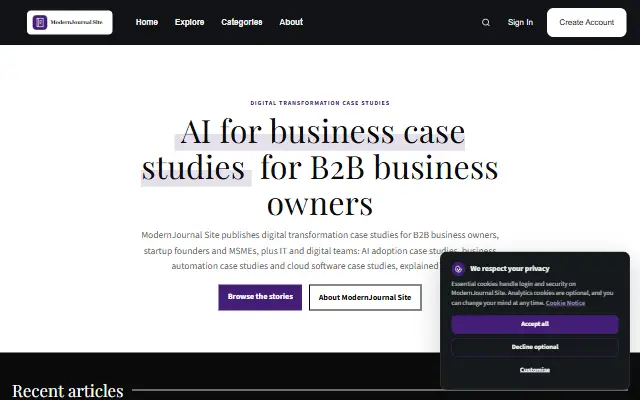 ModernJournal Site
Home Explore Categories About
Sign In
Create Account
DIGITAL TRANSFORMATION CASE STUDIES
AI for business case
studies for B2B business
owners
ModernJournal Site publishes digital transformation case studies for B2B business owners,
startup founders and MSMEs, plus IT and digital teams: AI adoption case studies, business
automation case studies and cloud software case studies, explained
Browse the stories
About ModernJournal Site
We respect your privacy
Essential cookies handle login and security on
ModernJournal Site. Analytics cookies are optional, and you
can change your mind at any time. Cookie Notice
Accept all
Decline optional
Customise
Recent articles